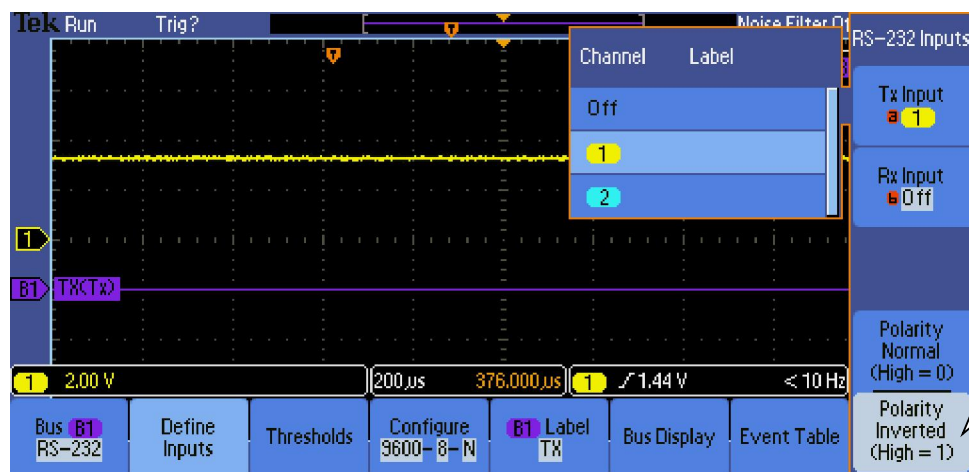 Tek Run Trig? Noise Filter Of
T
T
Channel Label
Off
1
2
RS-232 Inputs
Tx Input
a 1
Rx Input
b Off
1
B1 TX(Tx)
Polarity
Normal
(High = 0)
Polarity
Inverted
(High = 1)
1 2.00 V 200µs 376.000µs 1 1.44 V < 10 Hz
Bus B1
RS-232
Define
Inputs
Thresholds
Configure
9600-8-N
B1 Label
TX
Bus Display
Event Table